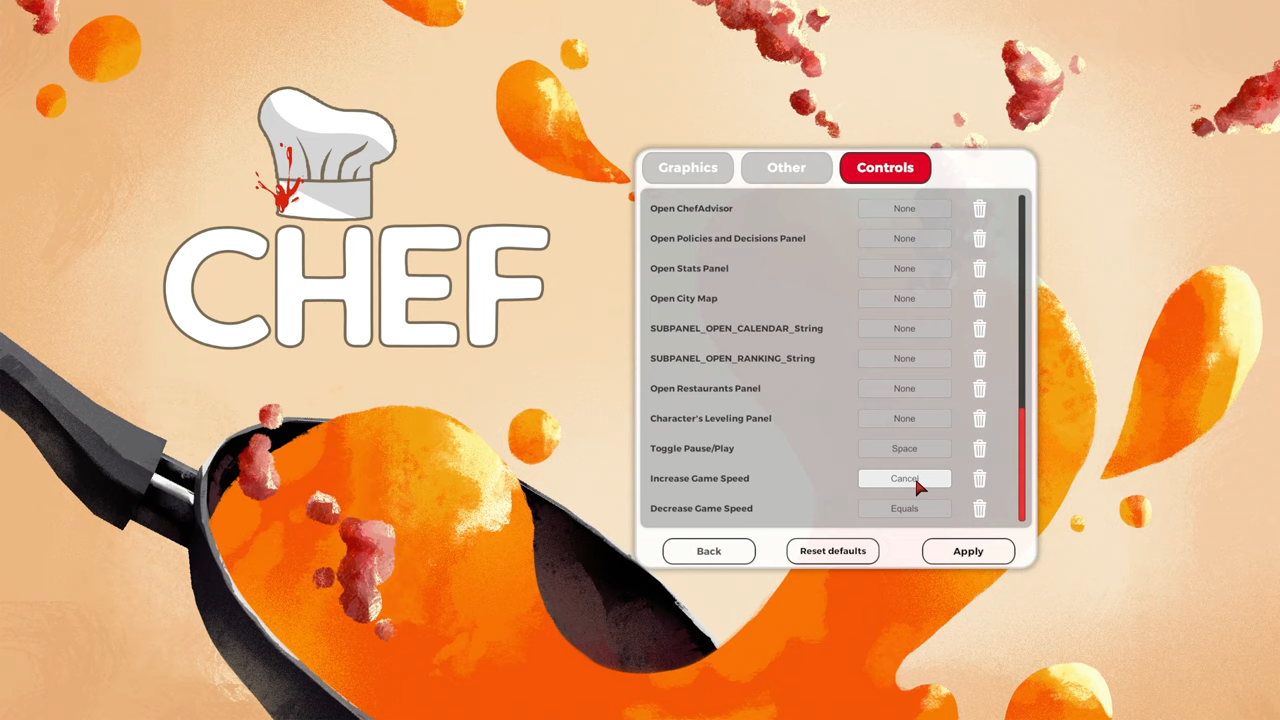 CHEF
Graphics Other Controls
Open ChefAdvisor None
Open Policies and Decisions Panel None
Open Stats Panel None
Open City Map None
SUBPANEL_OPEN_CALENDAR_String None
SUBPANEL_OPEN_RANKING_String None
Open Restaurants Panel None
Character's Leveling Panel None
Toggle Pause/Play Space
Increase Game Speed Cancel
Decrease Game Speed Equals
Back Reset defaults Apply